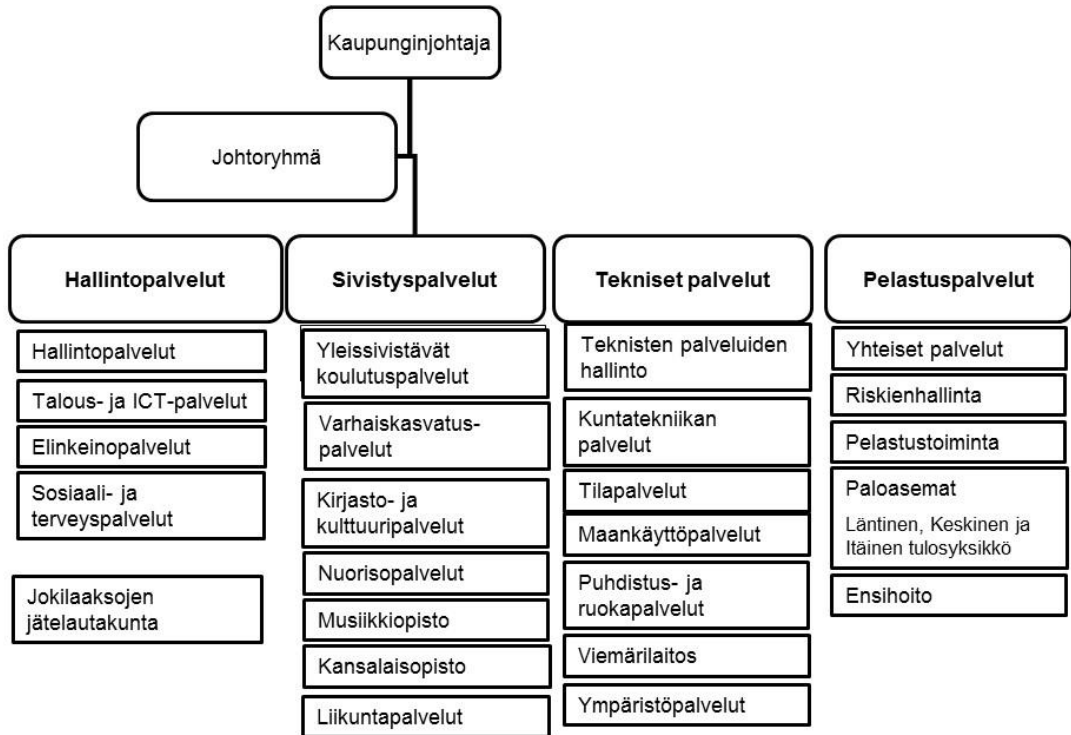 Kaupunginjohtaja
Johtoryhmä
Hallintopalvelut
Hallintopalvelut
Talous- ja ICT-palvelut
Elinkeinopalvelut
Sosiaali- ja
terveyspalvelut
Jokilaaksojen
jätelautakunta
Sivistyspalvelut
Yleissivistävät
koulutuspalvelut
Varhaiskasvatus-
palvelut
Kirjasto- ja
kulttuuripalvelut
Nuorisopalvelut
Musiikkiopisto
Kansalaisopisto
Liikuntapalvelut
Tekniset palvelut
Teknisten palveluiden
hallinto
Kuntatekniikan
palvelut
Tilapalvelut
Maankäyttöpalvelut
Puhdistus- ja
ruokapalvelut
Viemärilaitos
Ympäristöpalvelut
Pelastuspalvelut
Yhteiset palvelut
Riskienhallinta
Pelastustoiminta
Paloasemat
Läntinen, Keskinen ja
Itäinen tulosyksikkö
Ensihoito